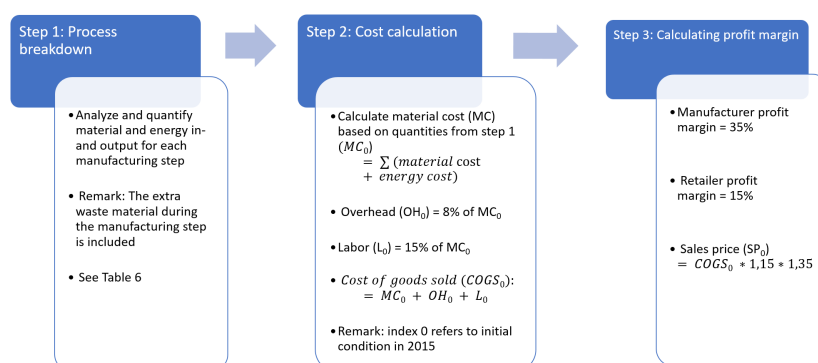 Step 1: Process
breakdown
•Analyze and quantify
material and energy in-
and output for each
manufacturing step
• Remark: The extra
waste material during
the manufacturing step
is included
• See Table 6
Step 2: Cost calculation
•Calculate material cost (MC)
based on quantities from step 1
(MC₀)
= ∑ (material cost
+ energy cost)
• Overhead (OH₀) = 8% of MC₀
•Labor (L₀) = 15% of MC₀
• Cost of goods sold (COGS₀):
= MC₀ + OH₀ + L₀
•Remark: index 0 refers to initial
condition in 2015
Step 3: Calculating profit margin
•Manufacturer profit
margin = 35%
• Retailer profit
margin = 15%
• Sales price (SP₀)
= COGS₀ * 1,15 * 1,35